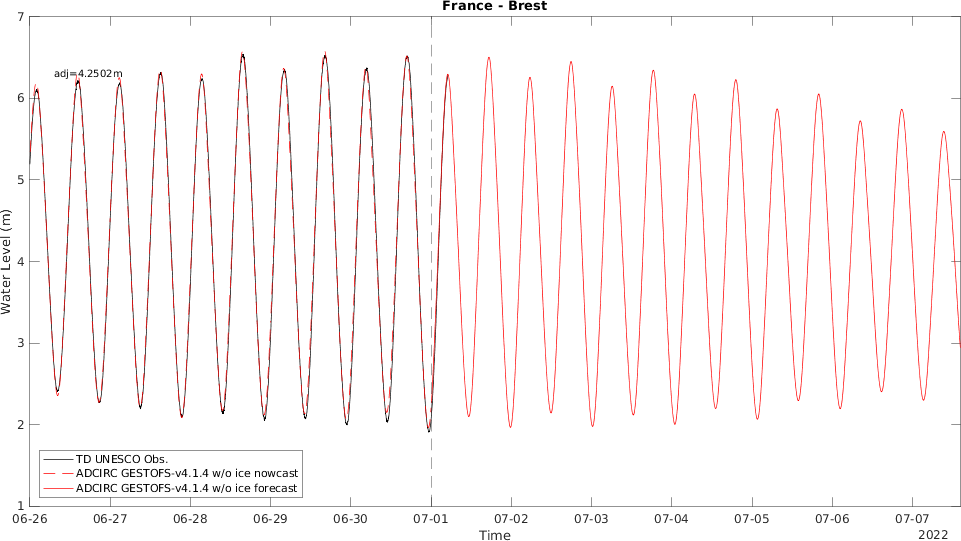 France - Brest
7
6
5
4
3
2
1
Water Level (m)
adj=4.2502m
TD UNESCO Obs.
ADCIRC GESTOFS-v4.1.4 w/o ice nowcast
ADCIRC GESTOFS-v4.1.4 w/o ice forecast
06-26 06-27 06-28 06-29 06-30 07-01 07-02 07-03 07-04 07-05 07-06 07-07
Time
2022